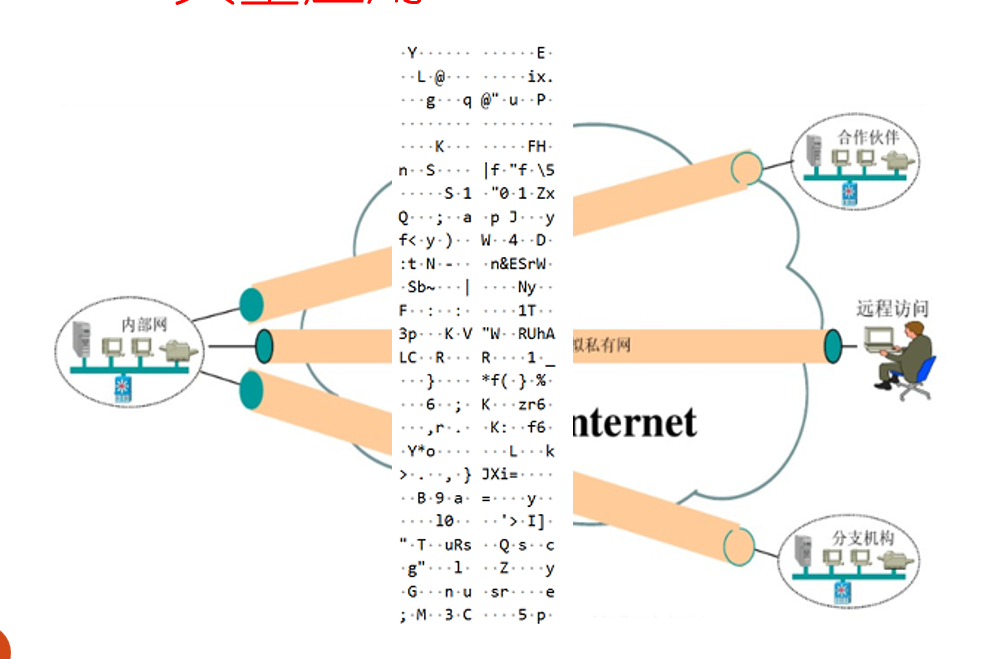 ·Y······ ······E·
··L·@··· ·····ix.
···g···q @"·u··P·
········ ········
····K··· ·····FH·
n··S···· |f·"f·\5
·····S·1 ·"0·1·Zx
Q···;··a ·p·J···y
f<·y·)·· W··4··D·
:t·N·-·· ·n&ESrW·
·Sb~···| ····Ny··
F··:··:· ····1T··
3p···K·V "W··RUhA
LC··R··· R····1·_
···}···· *f(·}·%·
···6··;· K···zr6·
···,r·.· ·K:··f6·
·Y*o···· ···L···k
>·.··,·} JXi=····
··B·9·a· =····y··
····l0·· ··'>·I]·
"·T··uRs ··Q·s··c
·g"···l· ··Z····y
·G···n·u ·sr····e
;·M··3·C ····5·p·
合作伙伴
远程访问
内部网
私有网
nternet
分支机构